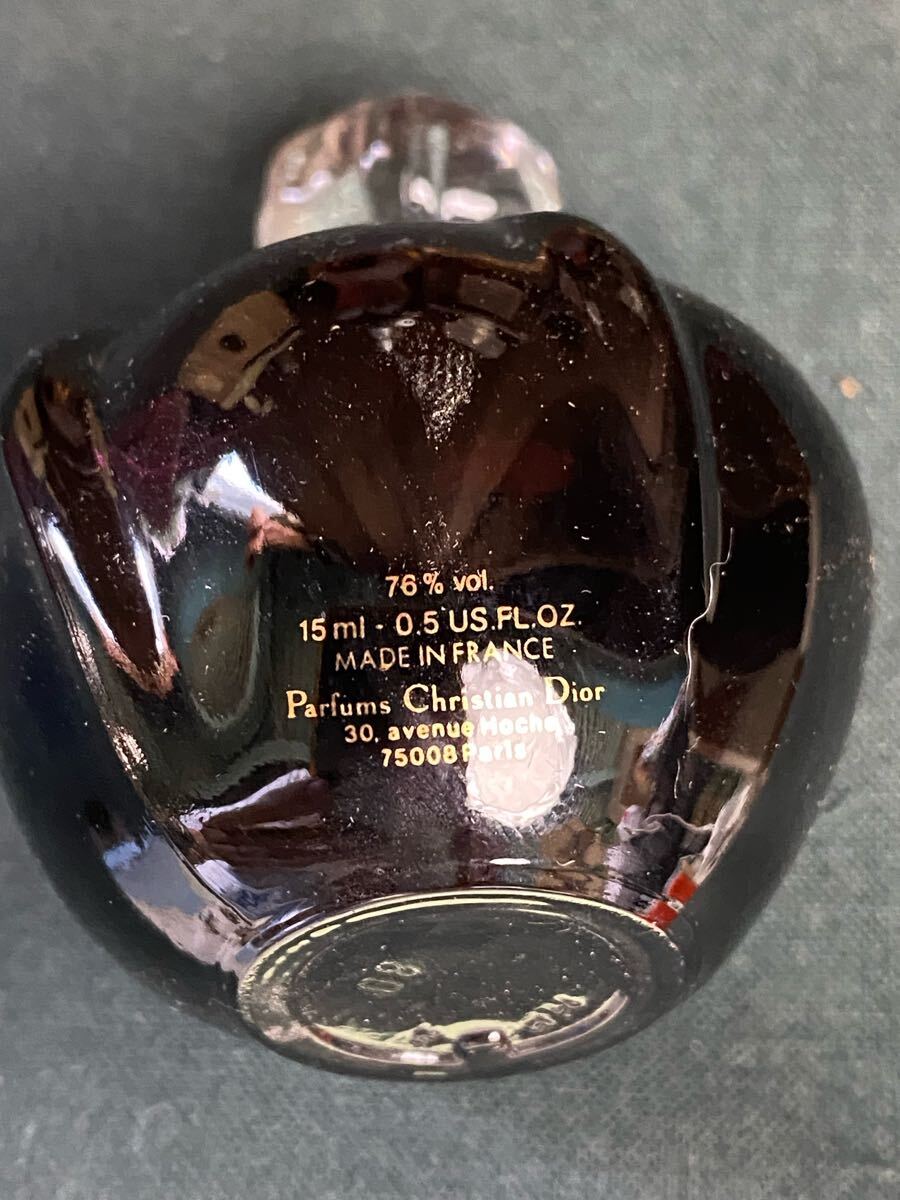 76% vol.
15 ml - 0.5 US.FL.OZ.
MADE IN FRANCE
Parfums Christian Dior
30, avenue Hoche
75008 Paris
08